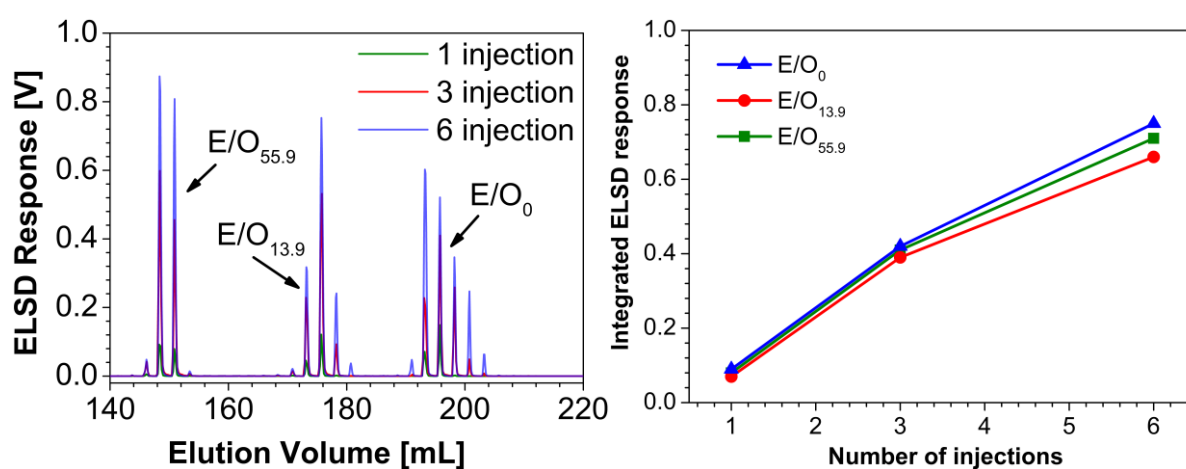 ELSD Response [V]
1.0
0.8
0.6
0.4
0.2
0.0
1 injection
3 injection
6 injection
E/O55.9
E/O13.9
E/O0
140 160 180 200 220
Elution Volume [mL]
Integrated ELSD response
1.0
0.8
0.6
0.4
0.2
0.0
E/O0
E/O13.9
E/O55.9
1 2 3 4 5 6
Number of injections